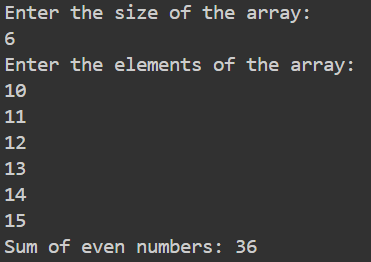 Enter the size of the array:
6
Enter the elements of the array:
10
11
12
13
14
15
Sum of even numbers: 36